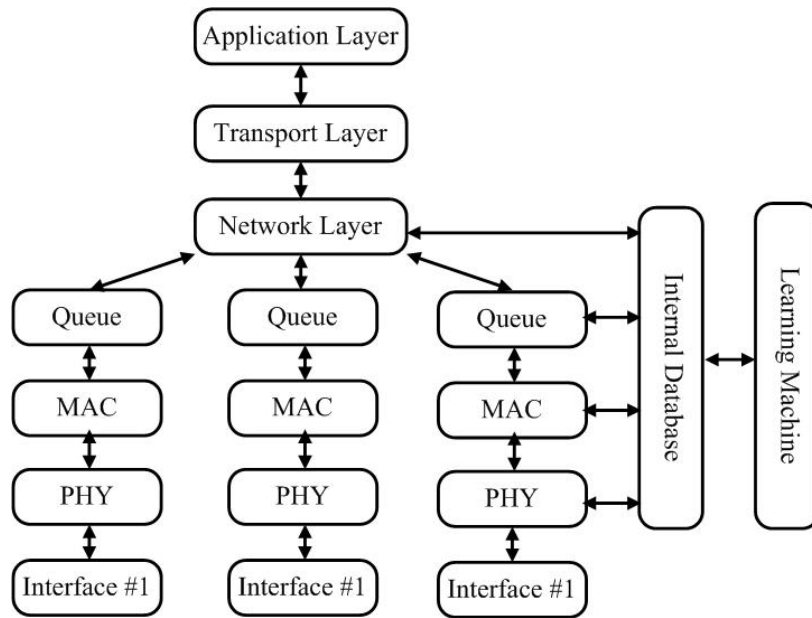 Application Layer
Transport Layer
Network Layer
Queue
Queue
Queue
MAC
MAC
MAC
PHY
PHY
PHY
Interface #1
Interface #1
Interface #1
Internal Database
Learning Machine